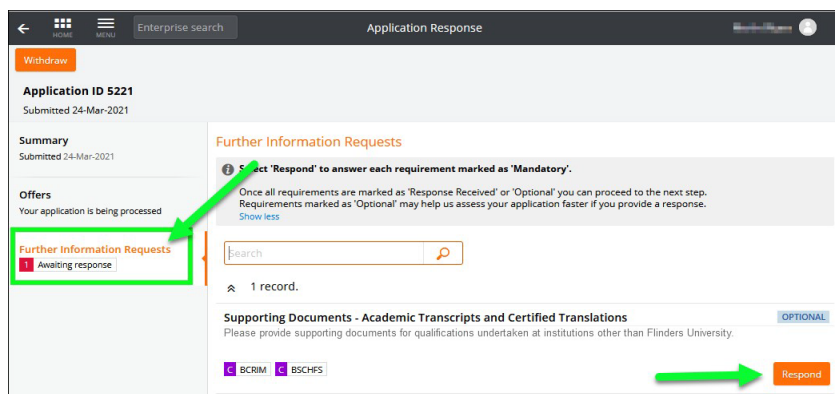 HOME
MENU
Enterprise search
Application Response
Withdraw
Application ID 5221
Submitted 24-Mar-2021
Summary
Submitted 24-Mar-2021
Offers
Your application is being processed
Further Information Requests
1 Awaiting response
Further Information Requests
'Respond' to answer each requirement marked as 'Mandatory'.
Once all requirements are marked as 'Response Received' or 'Optional' you can proceed to the next step.
Requirements marked as 'Optional' may help us assess your application faster if you provide a response.
Show less
Search
1 record.
Supporting Documents - Academic Transcripts and Certified Translations
OPTIONAL
Please provide supporting documents for qualifications undertaken at institutions other than Flinders University.
C BCRIM C BSCHFS
Respond